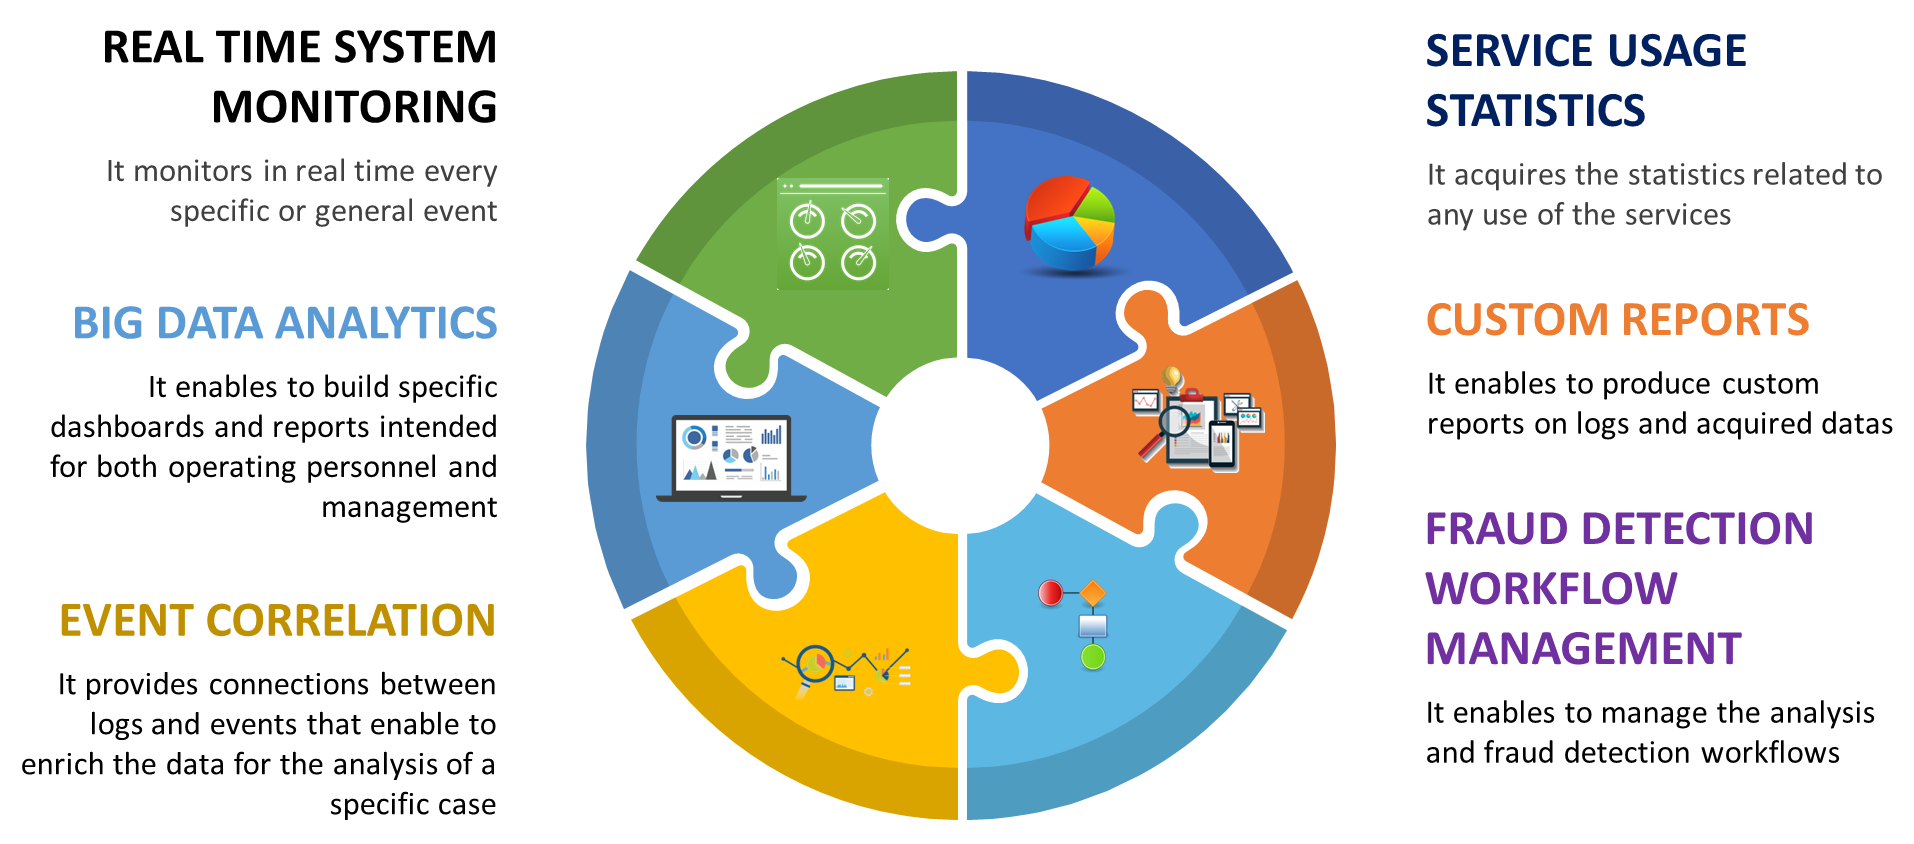 REAL TIME SYSTEM
MONITORING
It monitors in real time every
specific or general event
BIG DATA ANALYTICS
It enables to build specific
dashboards and reports intended
for both operating personnel and
management
EVENT CORRELATION
It provides connections between
logs and events that enable to
enrich the data for the analysis of a
specific case
SERVICE USAGE
STATISTICS
It acquires the statistics related to
any use of the services
CUSTOM REPORTS
It enables to produce custom
reports on logs and acquired datas
FRAUD DETECTION
WORKFLOW
MANAGEMENT
It enables to manage the analysis
and fraud detection workflows